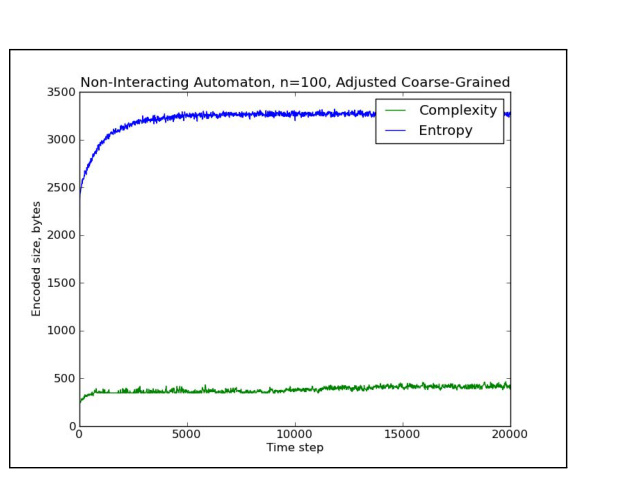 Non-Interacting Automaton, n=100, Adjusted Coarse-Grained
3500
Complexity
Entropy
3000
2500
2000
Encoded size, bytes
1500
1000
500
0
0 5000 10000 15000 20000
Time step